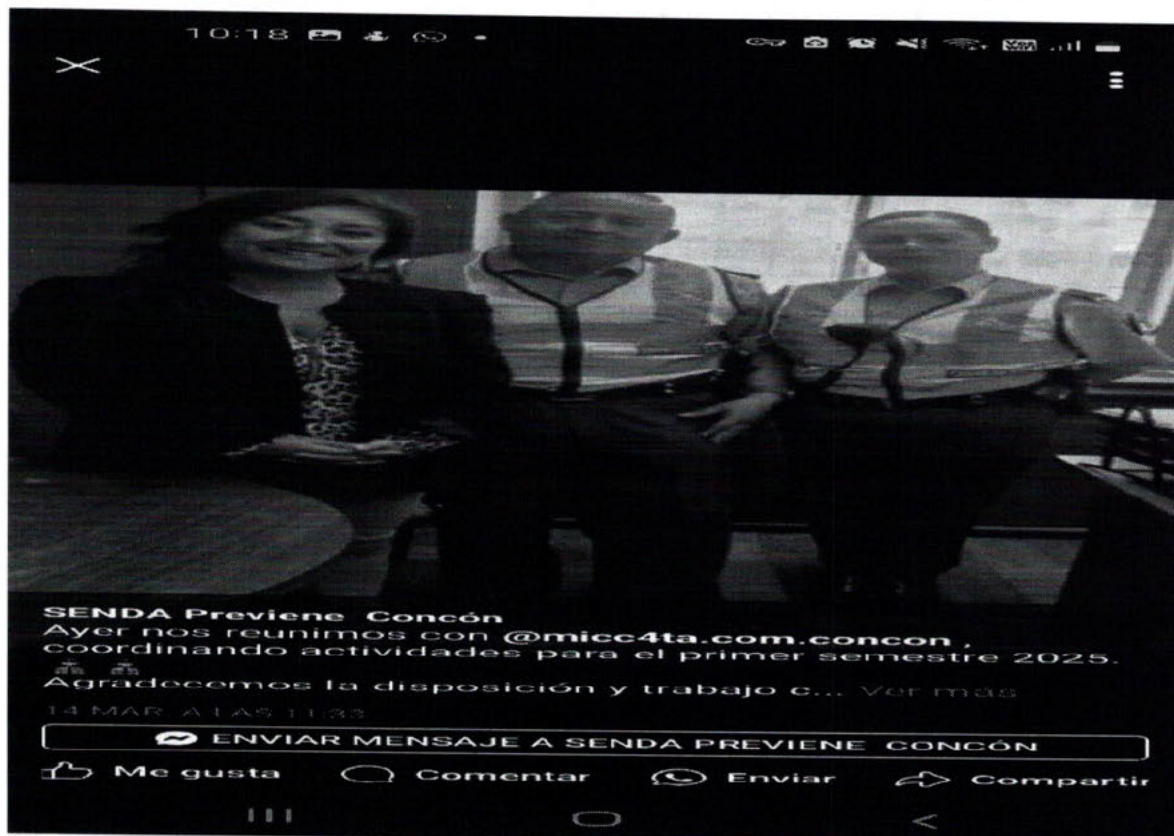 10:18
SENDA Previene Concón
Ayer nos reunimos con @micc4ta.com.concon,
coordinando actividades para el primer semestre 2025.
Agradecemos la disposición y trabajo c... Ver más
14 MAR. A LAS 11:33
ENVIAR MENSAJE A SENDA PREVIENE CONCÓN
Me gusta Comentar Enviar Compartir